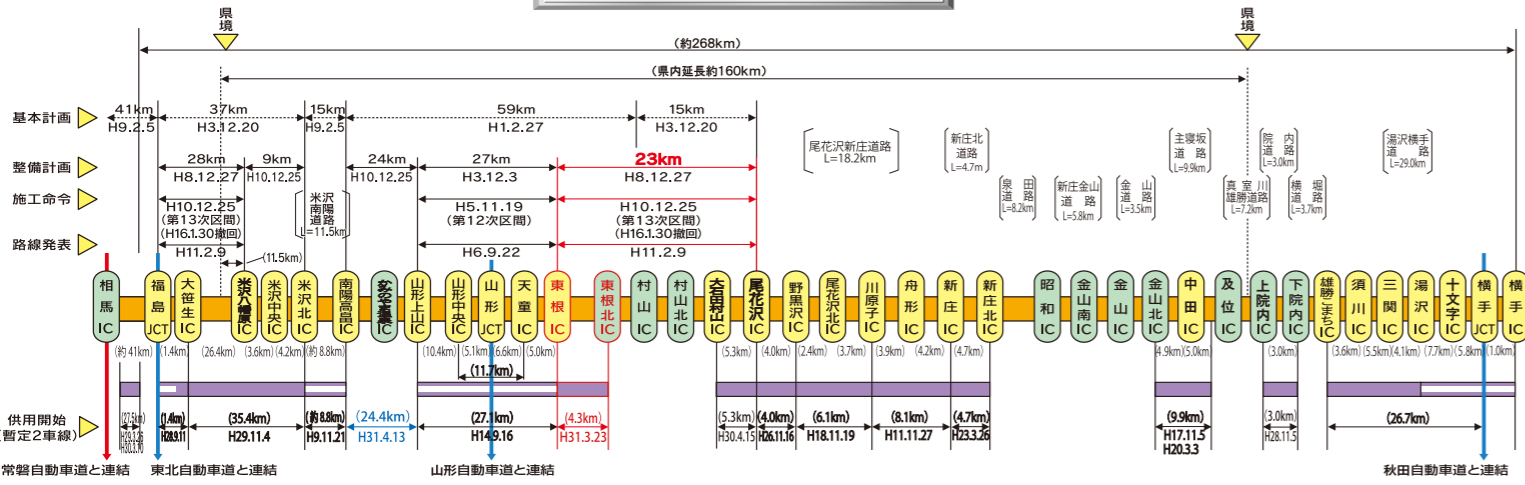 県境
県境
(約268km)
(県内延長約160km)
基本計画
41km
H9.2.5
37km
H3.12.20
15km
H9.2.5
59km
H1.2.27
15km
H3.12.20
整備計画
28km
H8.12.27
9km
H10.12.25
24km
H10.12.25
27km
H3.12.3
23km
H8.12.27
施工命令
H10.12.25
(第13次区間)
(H16.1.30撤回)
H5.11.19
(第12次区間)
H10.12.25
(第13次区間)
(H16.1.30撤回)
路線発表
H11.2.9
H6.9.22
H11.2.9
(11.5km)
米沢南陽道路
L=11.5km
尾花沢新庄道路
L=18.2km
新庄北道路
L=4.7m
泉田道路
L=8.2km
新庄金山道路
L=5.8km
金山道路
L=3.5km
主寝坂道路
L=9.9km
真室川雄勝道路
L=7.2km
院内道路
L=3.0km
横堀道路
L=3.7km
湯沢横手道路
L=29.0km
相馬IC
福島JCT
大笹生IC
米沢八幡原IC
米沢中央IC
米沢北IC
南陽高畠IC
山形上山IC
山形中央IC
山形JCT
天童IC
東根IC
東根北IC
村山IC
村山北IC
大石田村山IC
尾花沢IC
野黒沢IC
尾花沢北IC
川原子IC
舟形IC
新庄IC
新庄北IC
昭和IC
金山南IC
金山IC
金山北IC
中田IC
及位IC
上院内IC
下院内IC
雄勝こまちIC
須川IC
三関IC
湯沢IC
十文字IC
横手JCT
横手IC
(約41km)
(1.4km)
(26.4km)
(3.6km)
(4.2km)
(約8.8km)
(10.4km)
(5.1km)
(6.6km)
(5.0km)
(11.7km)
(5.3km)
(4.0km)
(2.4km)
(3.7km)
(3.9km)
(4.2km)
(4.7km)
(4.9km)
(5.0km)
(3.0km)
(3.6km)
(5.5km)
(4.1km)
(7.7km)
(5.8km)
(1.0km)
供用開始
(暫定2車線)
(27.5km)
H29.3.26
H30.3.10
(1.4km)
H28.9.11
(35.4km)
H29.11.4
(約8.8km)
H9.11.21
(24.4km)
H31.4.13
(27.1km)
H14.9.16
(4.3km)
H31.3.23
(5.3km)
H30.4.15
(4.0km)
H26.11.16
(6.1km)
H18.11.19
(8.1km)
H11.11.27
(4.7km)
H23.3.26
(9.9km)
H17.11.5
H20.3.3
(3.0km)
H28.11.5
(26.7km)
常磐自動車道と連結
東北自動車道と連結
山形自動車道と連結
秋田自動車道と連結